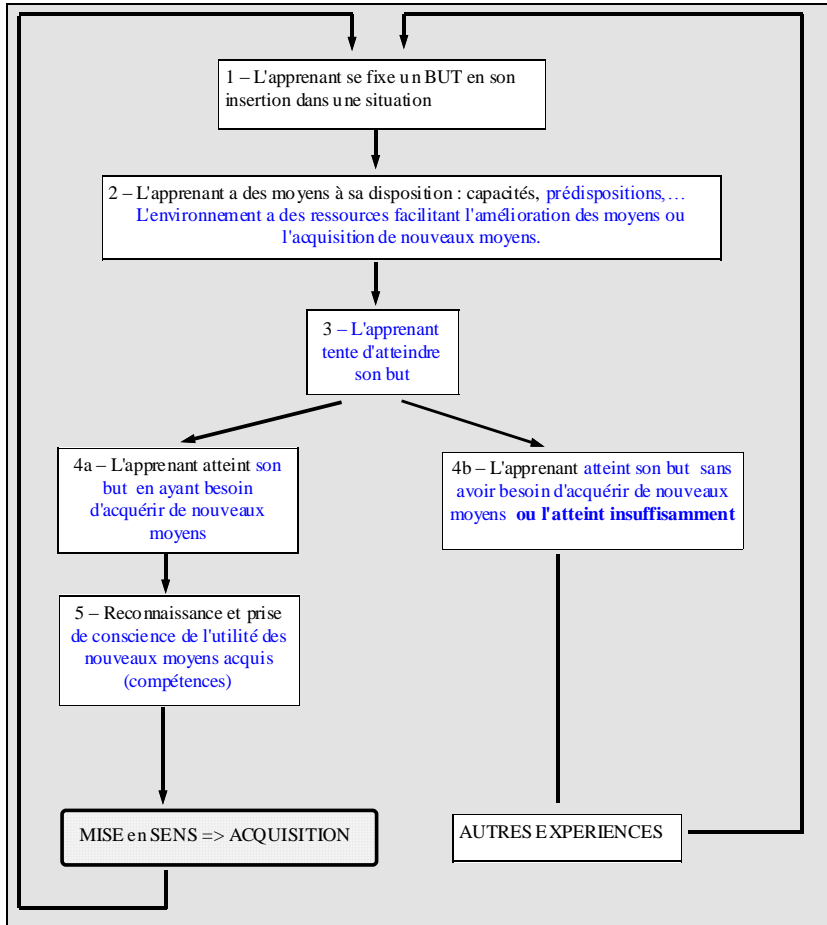 1 – L'apprenant se fixe un BUT en son
insertion dans une situation
2 – L'apprenant a des moyens à sa disposition : capacités, prédispositions,…
L'environnement a des ressources facilitant l'amélioration des moyens ou
l'acquisition de nouveaux moyens.
3 – L'apprenant
tente d'atteindre
son but
4a – L'apprenant atteint son
but en ayant besoin
d'acquérir de nouveaux
moyens
4b – L'apprenant atteint son but sans
avoir besoin d'acquérir de nouveaux
moyens ou l'atteint insuffisamment
5 – Reconnaissance et prise
de conscience de l'utilité des
nouveaux moyens acquis
(compétences)
MISE en SENS => ACQUISITION
AUTRES EXPERIENCES